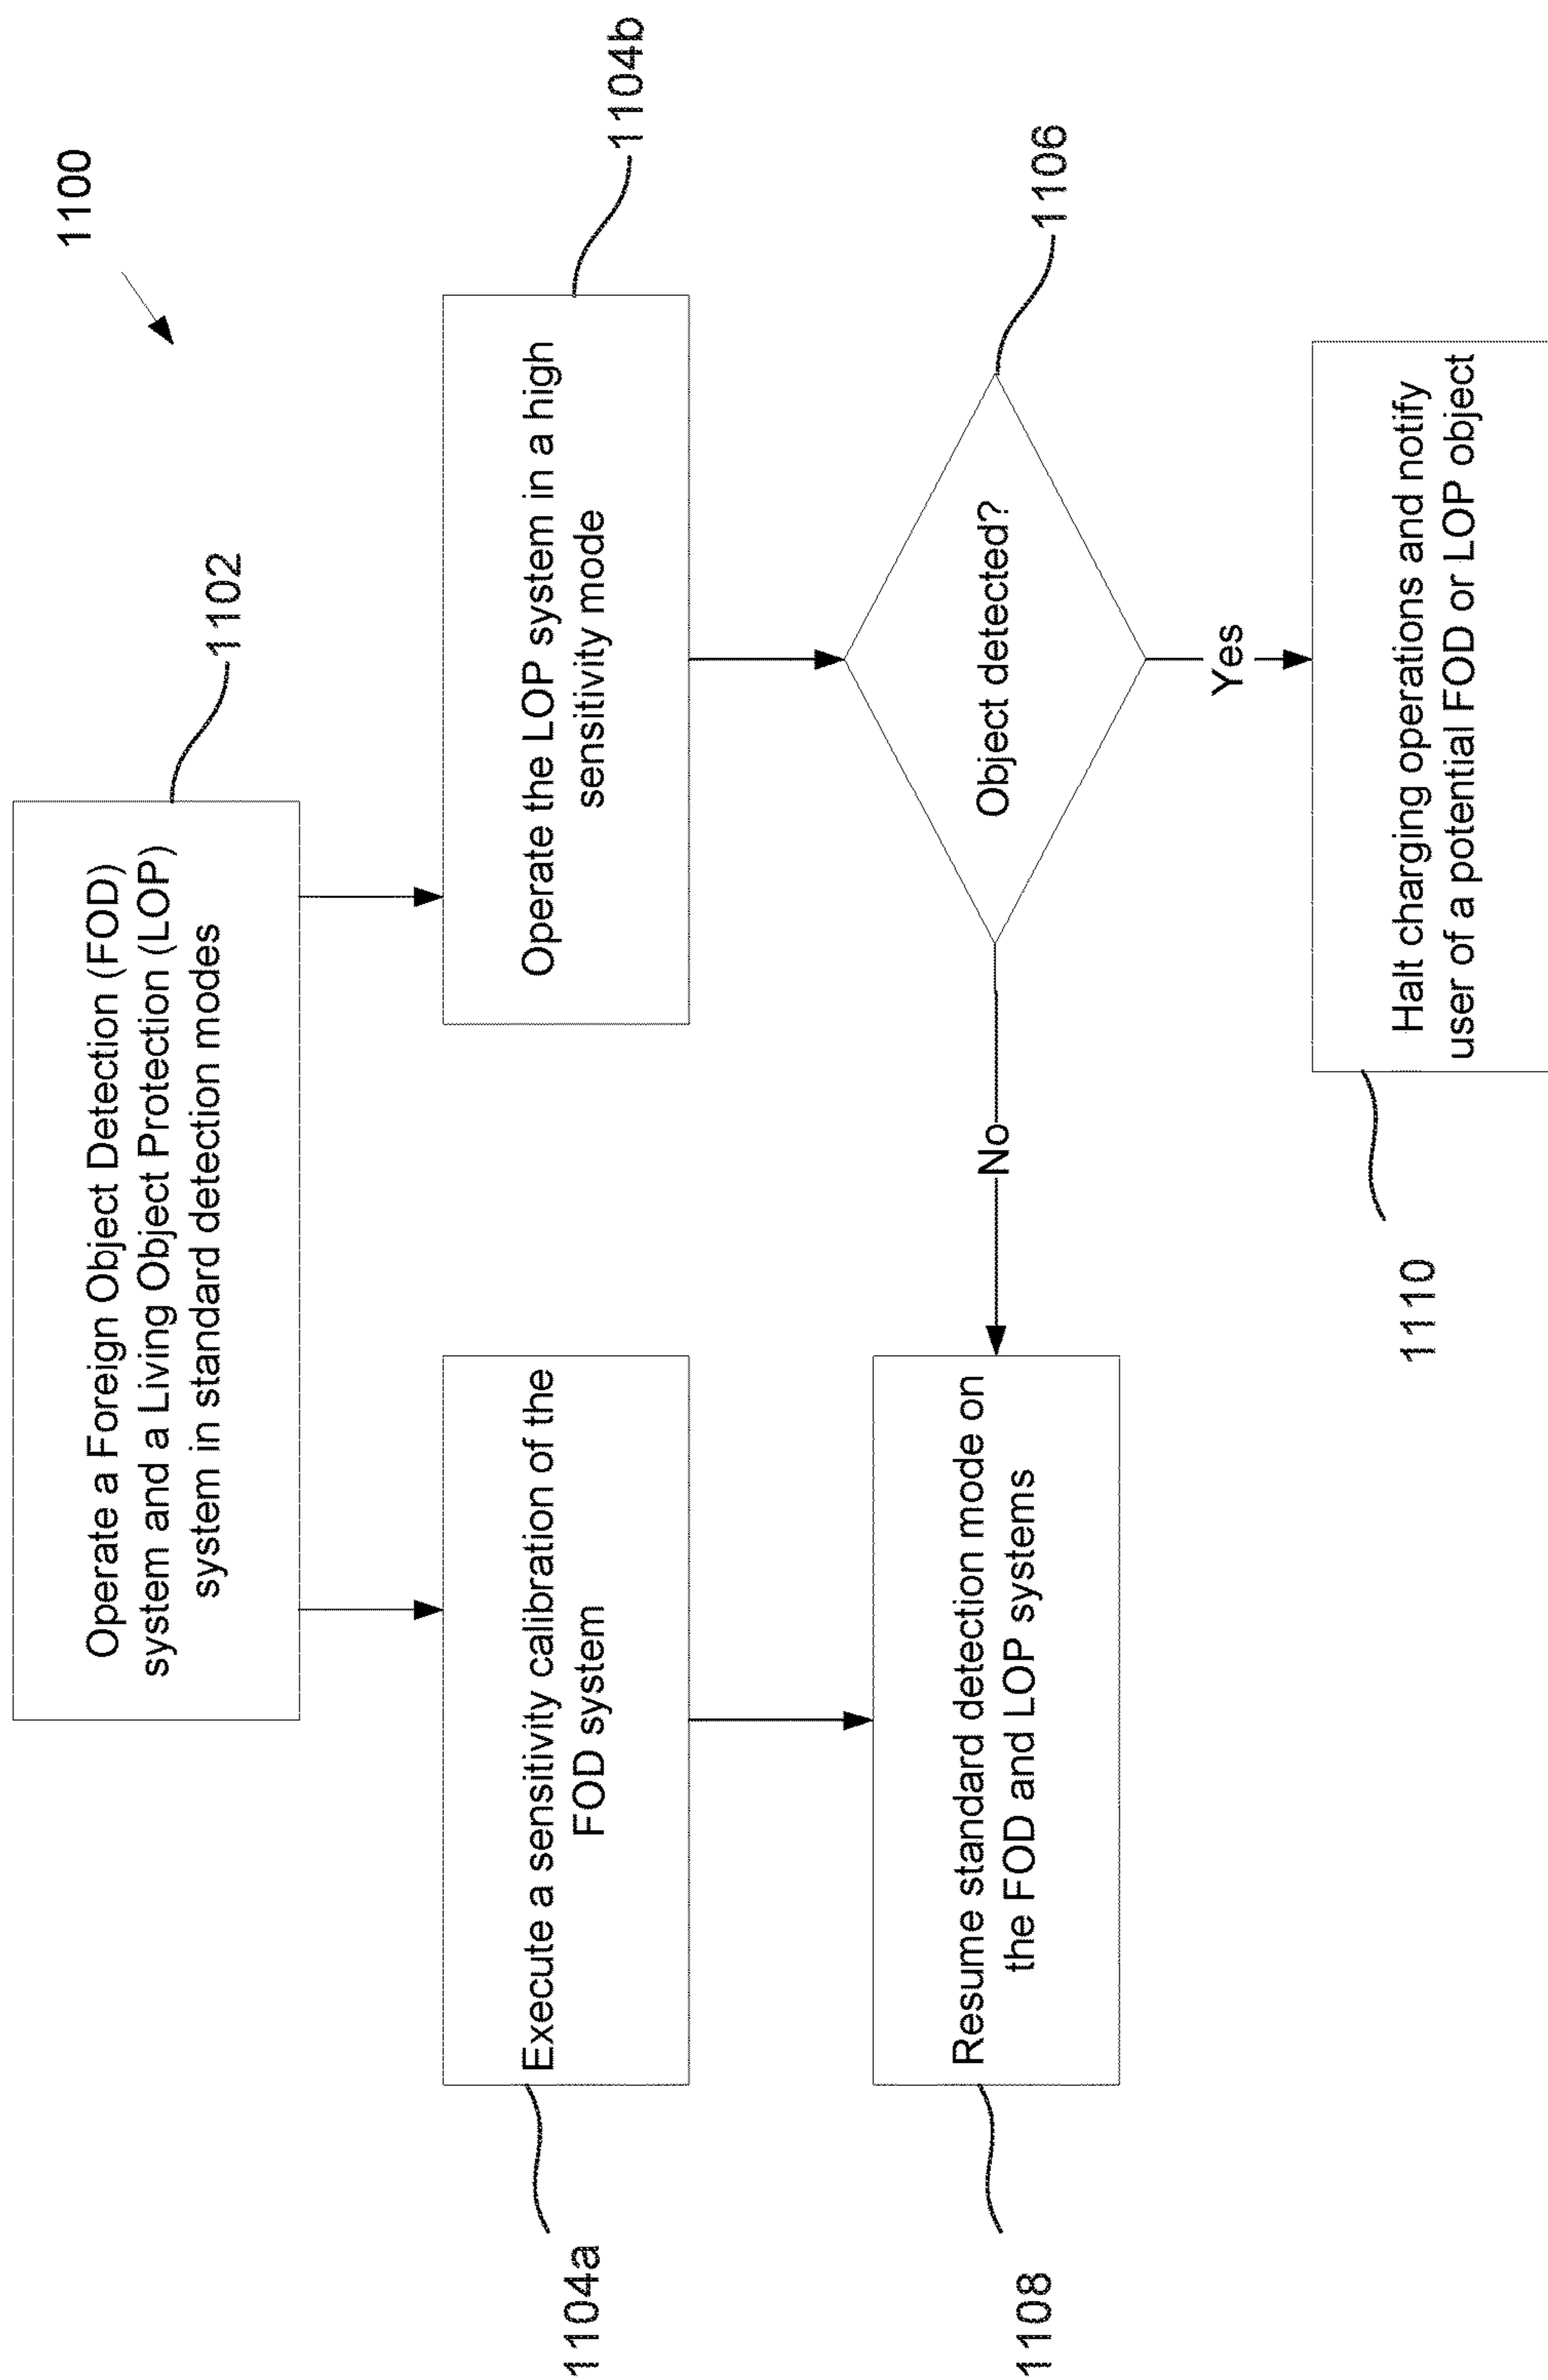 1100
Operate a Foreign Object Detection (FOD)
system and a Living Object Protection (LOP)
system in standard detection modes
1102
1104a
Execute a sensitivity calibration of the
FOD system
Operate the LOP system in a high
sensitivity mode
1104b
Object detected?
1106
No
Yes
1108
Resume standard detection mode on
the FOD and LOP systems
1110
Halt charging operations and notify
user of a potential FOD or LOP object